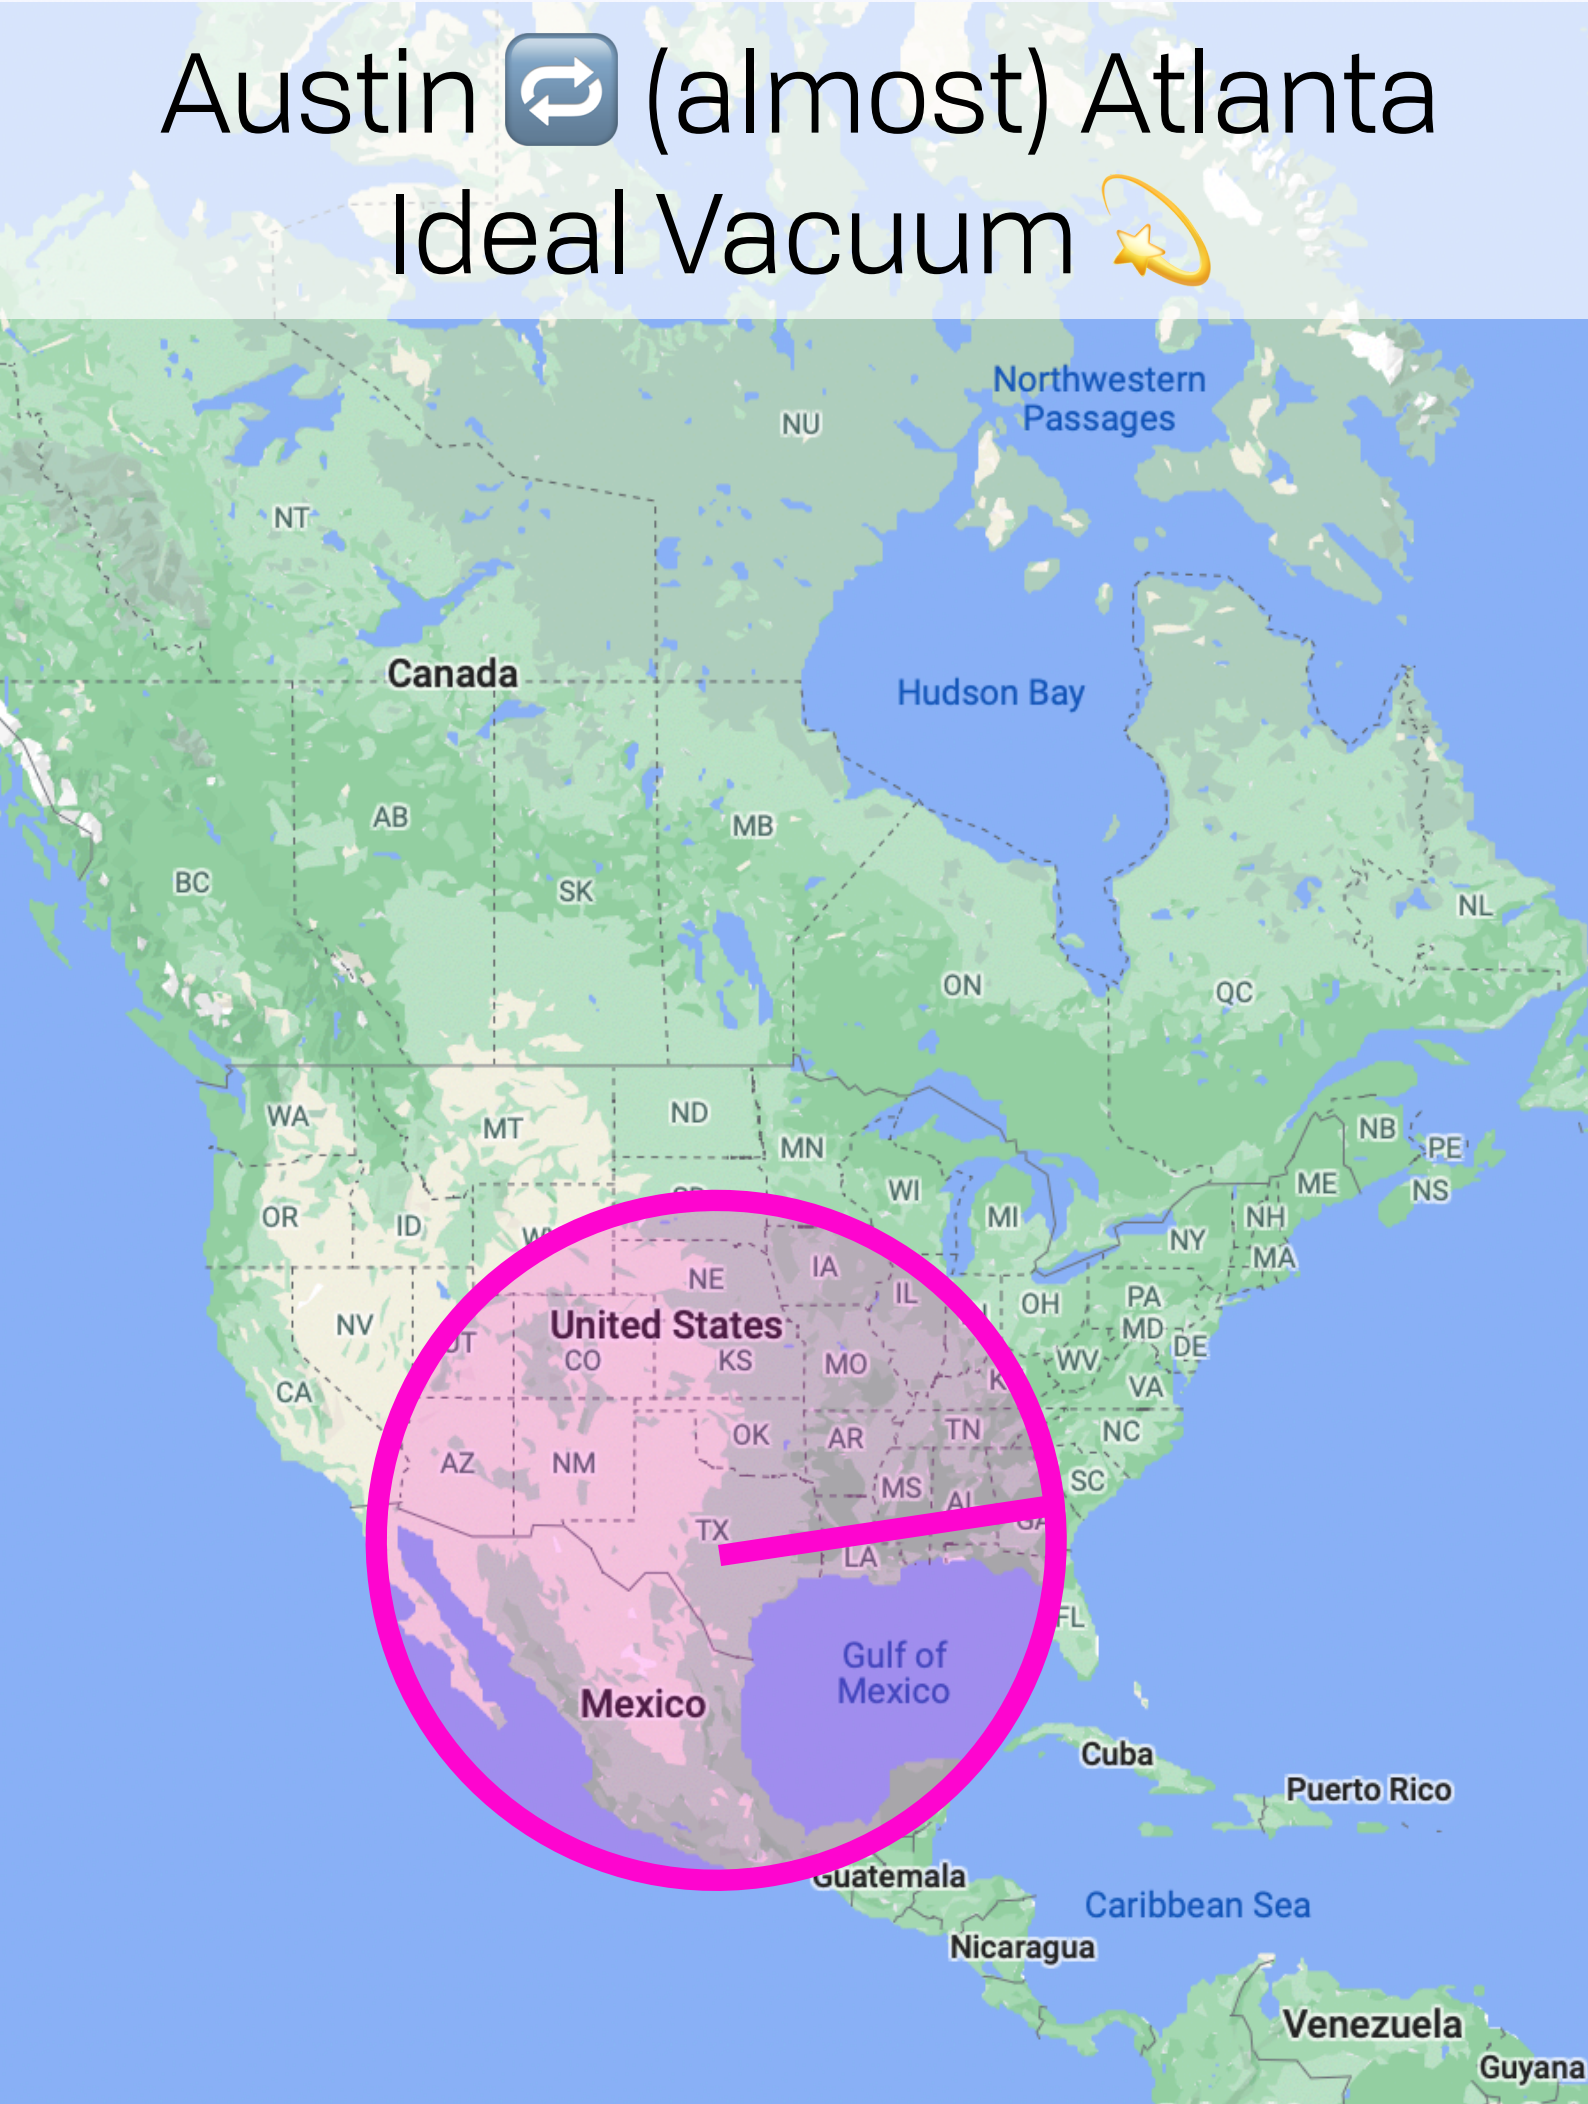 Austin 🔁 (almost) Atlanta
Ideal Vacuum 💫
Northwestern
Passages
NU
NT
Canada
Hudson Bay
AB
MB
BC
SK
NL
ON
QC
WA
MT
ND
MN
NB
PE
OR
ID
WI
MI
ME
NS
NH
NY
MA
NE
IA
IL
OH
PA
NV
United States
MD
DE
UT
CO
KS
MO
WV
CA
VA
OK
AR
TN
NC
AZ
NM
MS
SC
AL
TX
GA
LA
FL
Gulf of
Mexico
Mexico
Cuba
Puerto Rico
Guatemala
Caribbean Sea
Nicaragua
Venezuela
Guyana